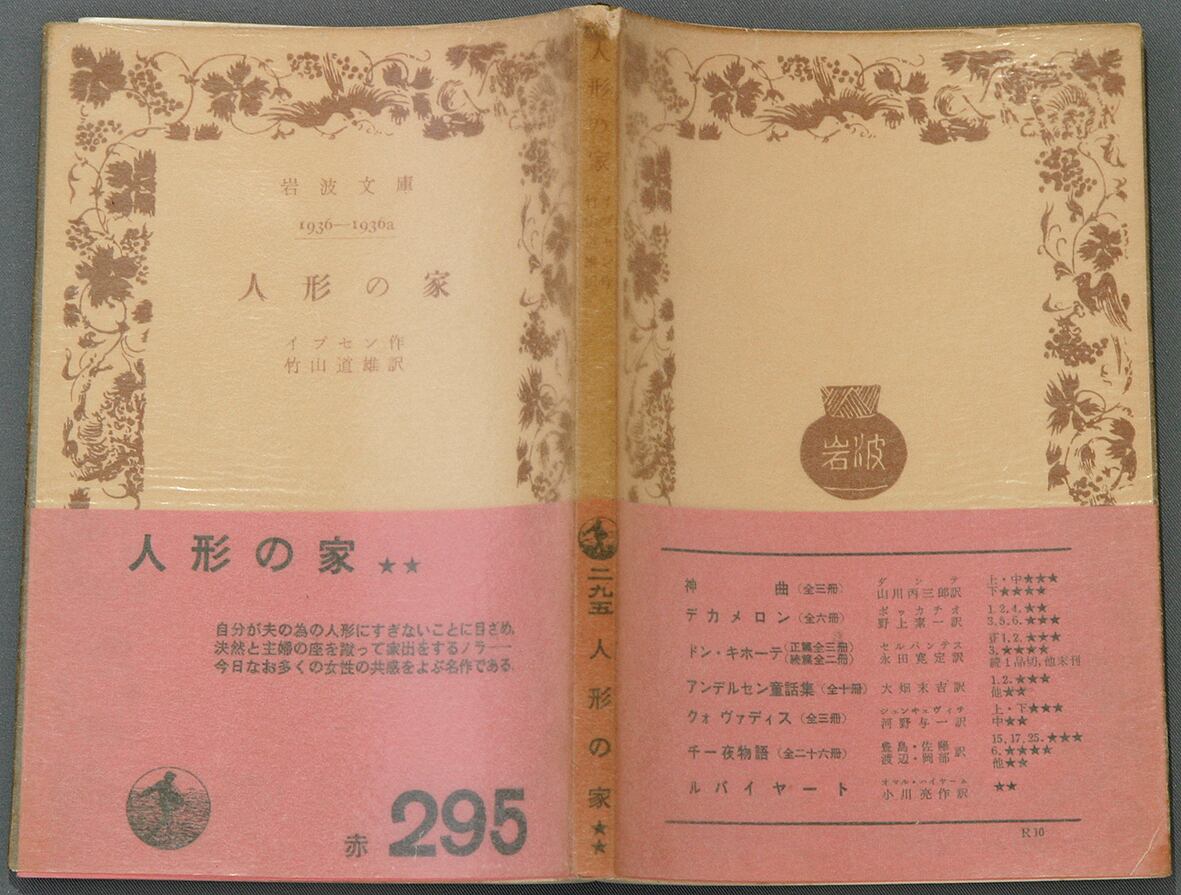 岩波文庫
1936—1936a
人形の家
イプセン作
竹山道雄訳
人形の家 ★★
自分が夫の為の人形にすぎないことに目ざめ,
決然と主婦の座を蹴って家出をするノラ——
今日なお多くの女性の共感をよぶ名作である.
赤 295
人形の家
イプセン作
竹山道雄訳
二九五
人形の家★★
岩波
神曲(全三冊) ダンテ 山川丙三郎訳 上・中★★★ 下★★★★
デカメロン(全六冊) ボッカチオ 野上素一訳 1.2.4.★★ 3.5.6.★★★
ドン・キホーテ(正篇全三冊 続篇全二冊) セルバンテス 永田寛定訳 正1.2.★★★ 3.★★★★ 続1品切,他未刊
アンデルセン童話集(全十冊) 大畑末吉訳 1.2.★★★ 他★★
クォ ヴァディス(全三冊) シェンキェヴィチ 河野与一訳 上・下★★★ 中★★
千一夜物語(全二十六冊) 豊島・佐藤 渡辺・岡部 訳 15,17,25.★★★ 6.★★★★ 他★★
ルバイヤート オマル・ハイヤーム 小川亮作訳 ★★
R10